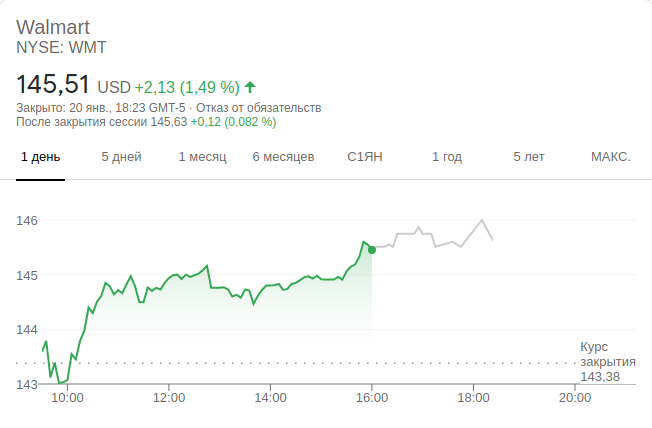 Walmart
NYSE: WMT
145,51 USD +2,13 (1,49 %)
Закрыто: 20 янв., 18:23 GMT-5 · Отказ от обязательств
После закрытия сессии 145,63 +0,12 (0,082 %)
1 день 5 дней 1 месяц 6 месяцев С1ЯН 1 год 5 лет МАКС.
146
145
144
Курс
закрытия
143,38
143
10:00 12:00 14:00 16:00 18:00 20:00